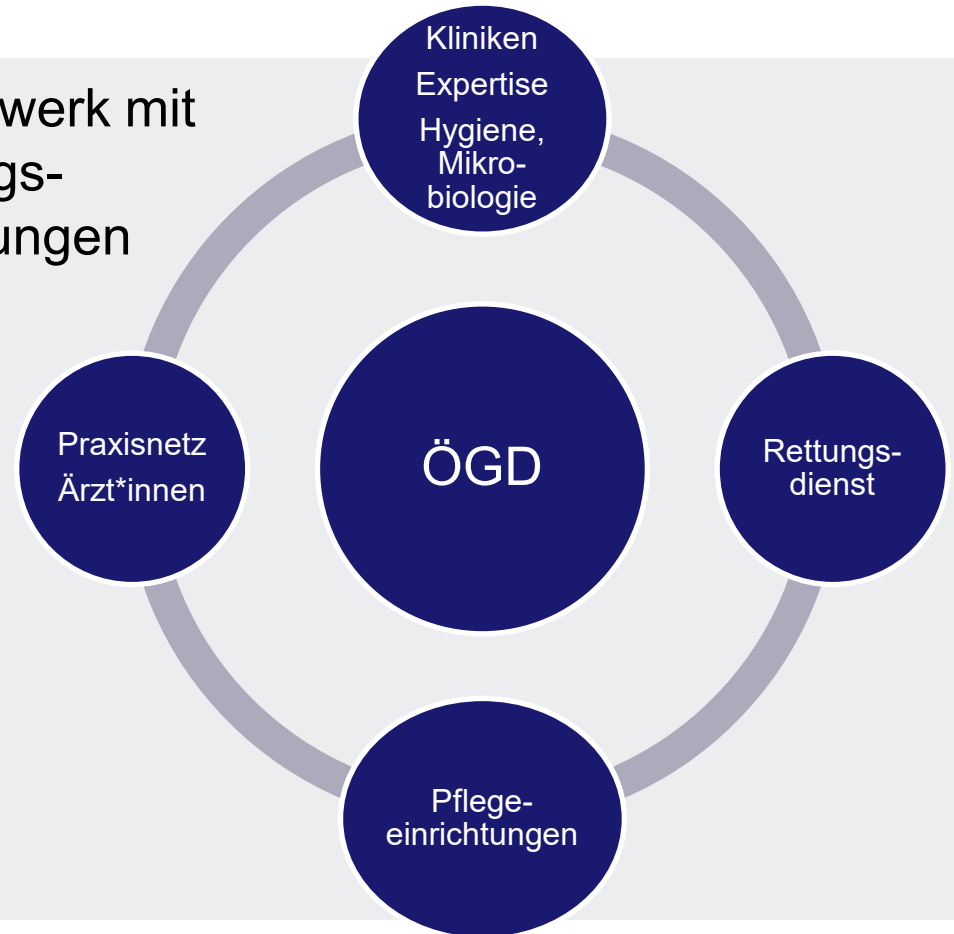 werk mit
gs-
ungen
Kliniken
Expertise
Hygiene,
Mikro-
biologie
Praxisnetz
Ärzt*innen
ÖGD
Rettungs-
dienst
Pflege-
einrichtungen